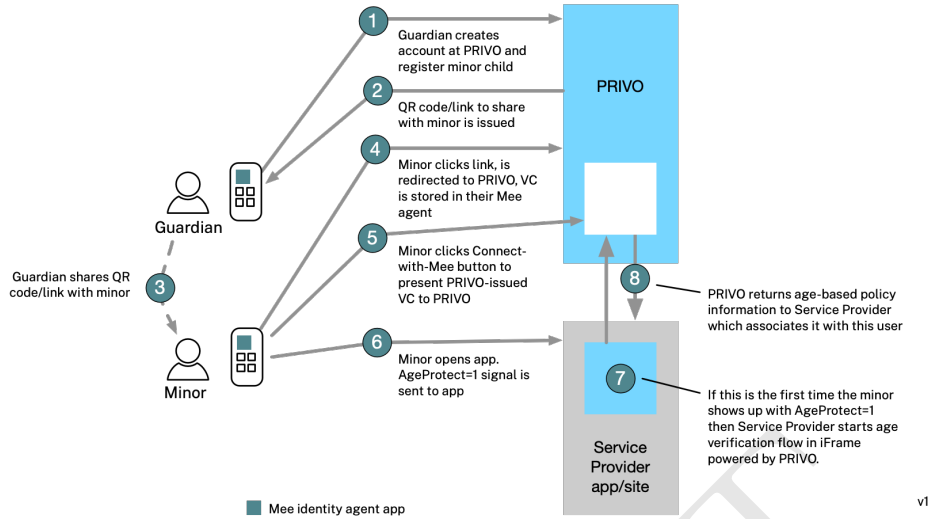 1
Guardian creates
account at PRIVO and
register minor child
PRIVO
2
QR code/link to share
with minor is issued
4
Minor clicks link, is
redirected to PRIVO, VC
is stored in their Mee
agent
Guardian
5
Minor clicks Connect-
with-Mee button to
present PRIVO-issued
VC to PRIVO
Guardian shares QR
code/link with minor
3
8
PRIVO returns age-based policy
information to Service Provider
which associates it with this user
6
Minor opens app.
AgeProtect=1 signal is
sent to app
Minor
7
If this is the first time the minor
shows up with AgeProtect=1
then Service Provider starts age
verification flow in iFrame
powered by PRIVO.
Service
Provider
app/site
Mee identity agent app
v1